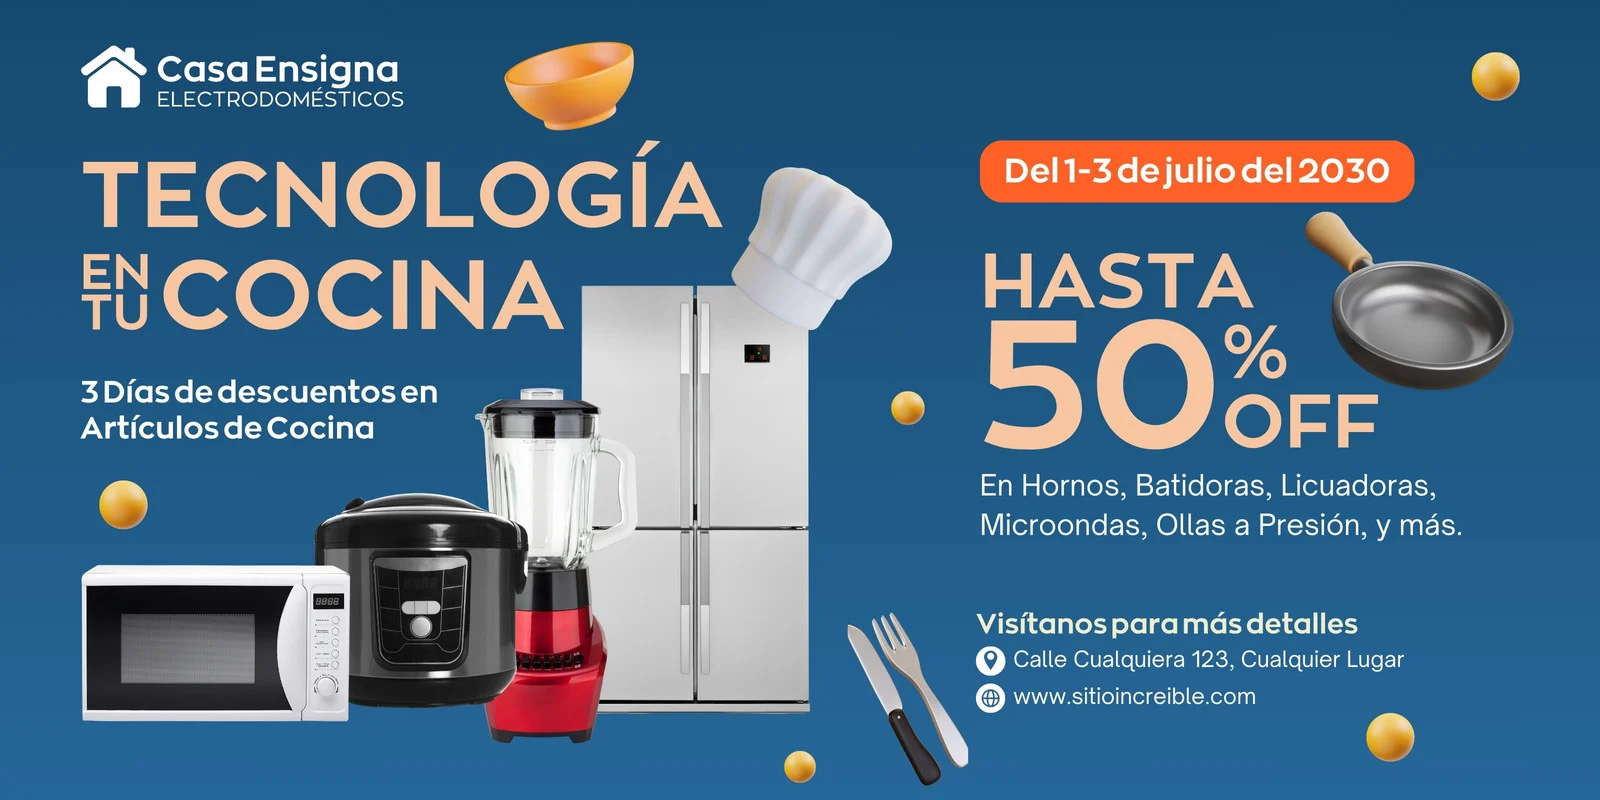 Casa Ensigna
ELECTRODOMÉSTICOS
TECNOLOGÍA
EN TU COCINA
3 Días de descuentos en
Artículos de Cocina
Del 1-3 de julio del 2030
HASTA
50% OFF
En Hornos, Batidoras, Licuadoras,
Microondas, Ollas a Presión, y más.
Visítanos para más detalles
Calle Cualquiera 123, Cualquier Lugar
www.sitioincreible.com